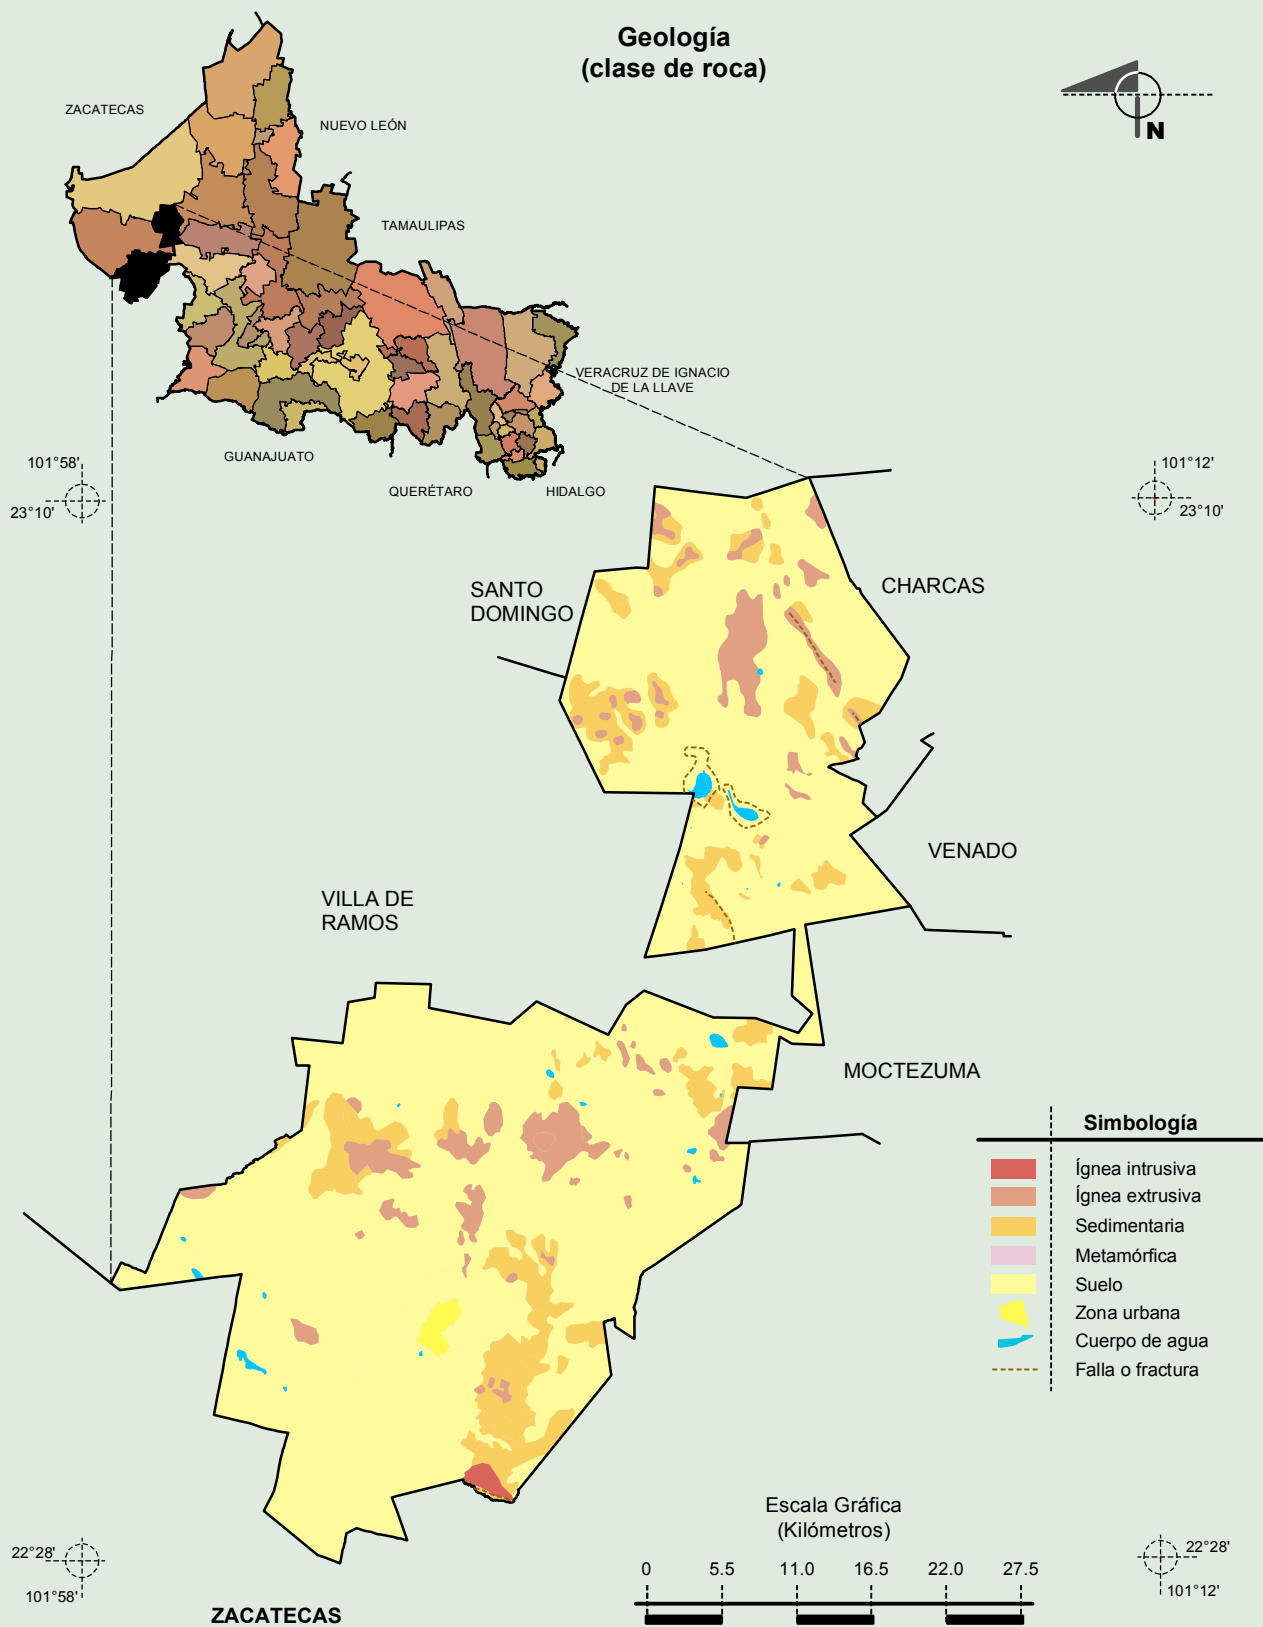 Geología
(clase de roca)
ZACATECAS
NUEVO LEÓN
N
TAMAULIPAS
VERACRUZ DE IGNACIO
DE LA LLAVE
GUANAJUATO
QUERÉTARO
HIDALGO
101°58'
23°10'
101°12'
23°10'
SANTO
DOMINGO
CHARCAS
VENADO
VILLA DE
RAMOS
MOCTEZUMA
Simbología
Ígnea intrusiva
Ígnea extrusiva
Sedimentaria
Metamórfica
Suelo
Zona urbana
Cuerpo de agua
Falla o fractura
Escala Gráfica
(Kilómetros)
0 5.5 11.0 16.5 22.0 27.5
22°28'
101°58'
22°28'
101°12'
ZACATECAS